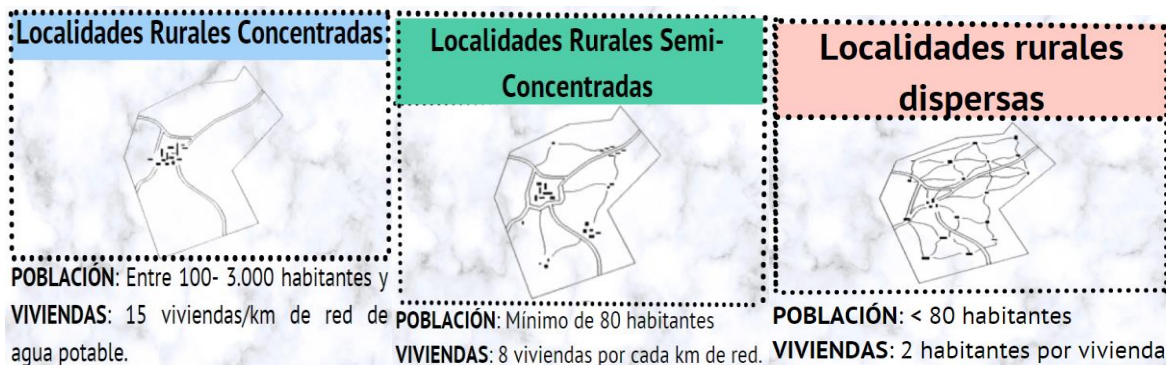 Localidades Rurales Concentradas
POBLACIÓN: Entre 100- 3.000 habitantes y
VIVIENDAS: 15 viviendas/km de red de
agua potable.
Localidades Rurales Semi-
Concentradas
POBLACIÓN: Mínimo de 80 habitantes
VIVIENDAS: 8 viviendas por cada km de red.
Localidades rurales
dispersas
POBLACIÓN: < 80 habitantes
VIVIENDAS: 2 habitantes por vivienda